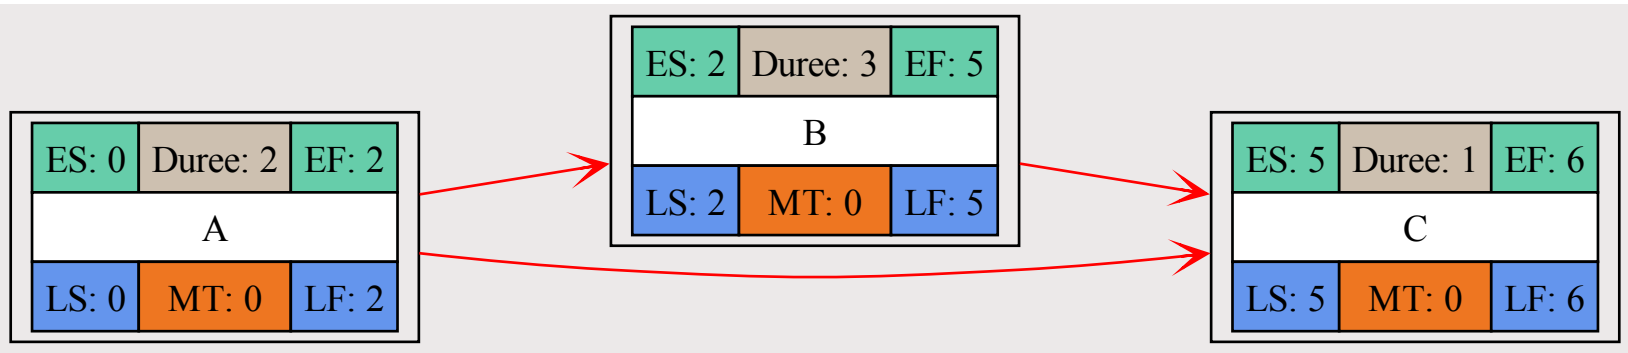 ES: 0 Duree: 2 EF: 2
A
LS: 0 MT: 0 LF: 2
ES: 2 Duree: 3 EF: 5
B
LS: 2 MT: 0 LF: 5
ES: 5 Duree: 1 EF: 6
C
LS: 5 MT: 0 LF: 6